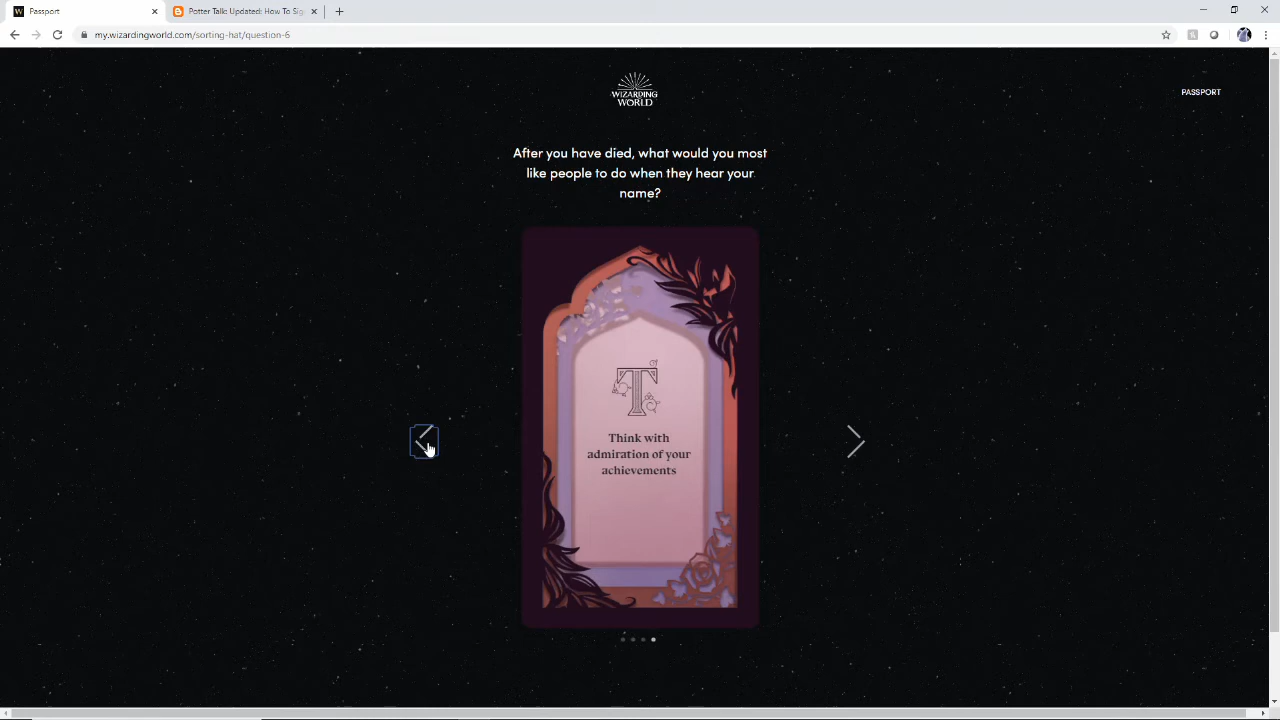 Passport
Potter Talk: Updated: How To Sig
my.wizardingworld.com/sorting-hat/question-6
WIZARDING
WORLD
PASSPORT
After you have died, what would you most
like people to do when they hear your
name?
T
Think with
admiration of your
achievements